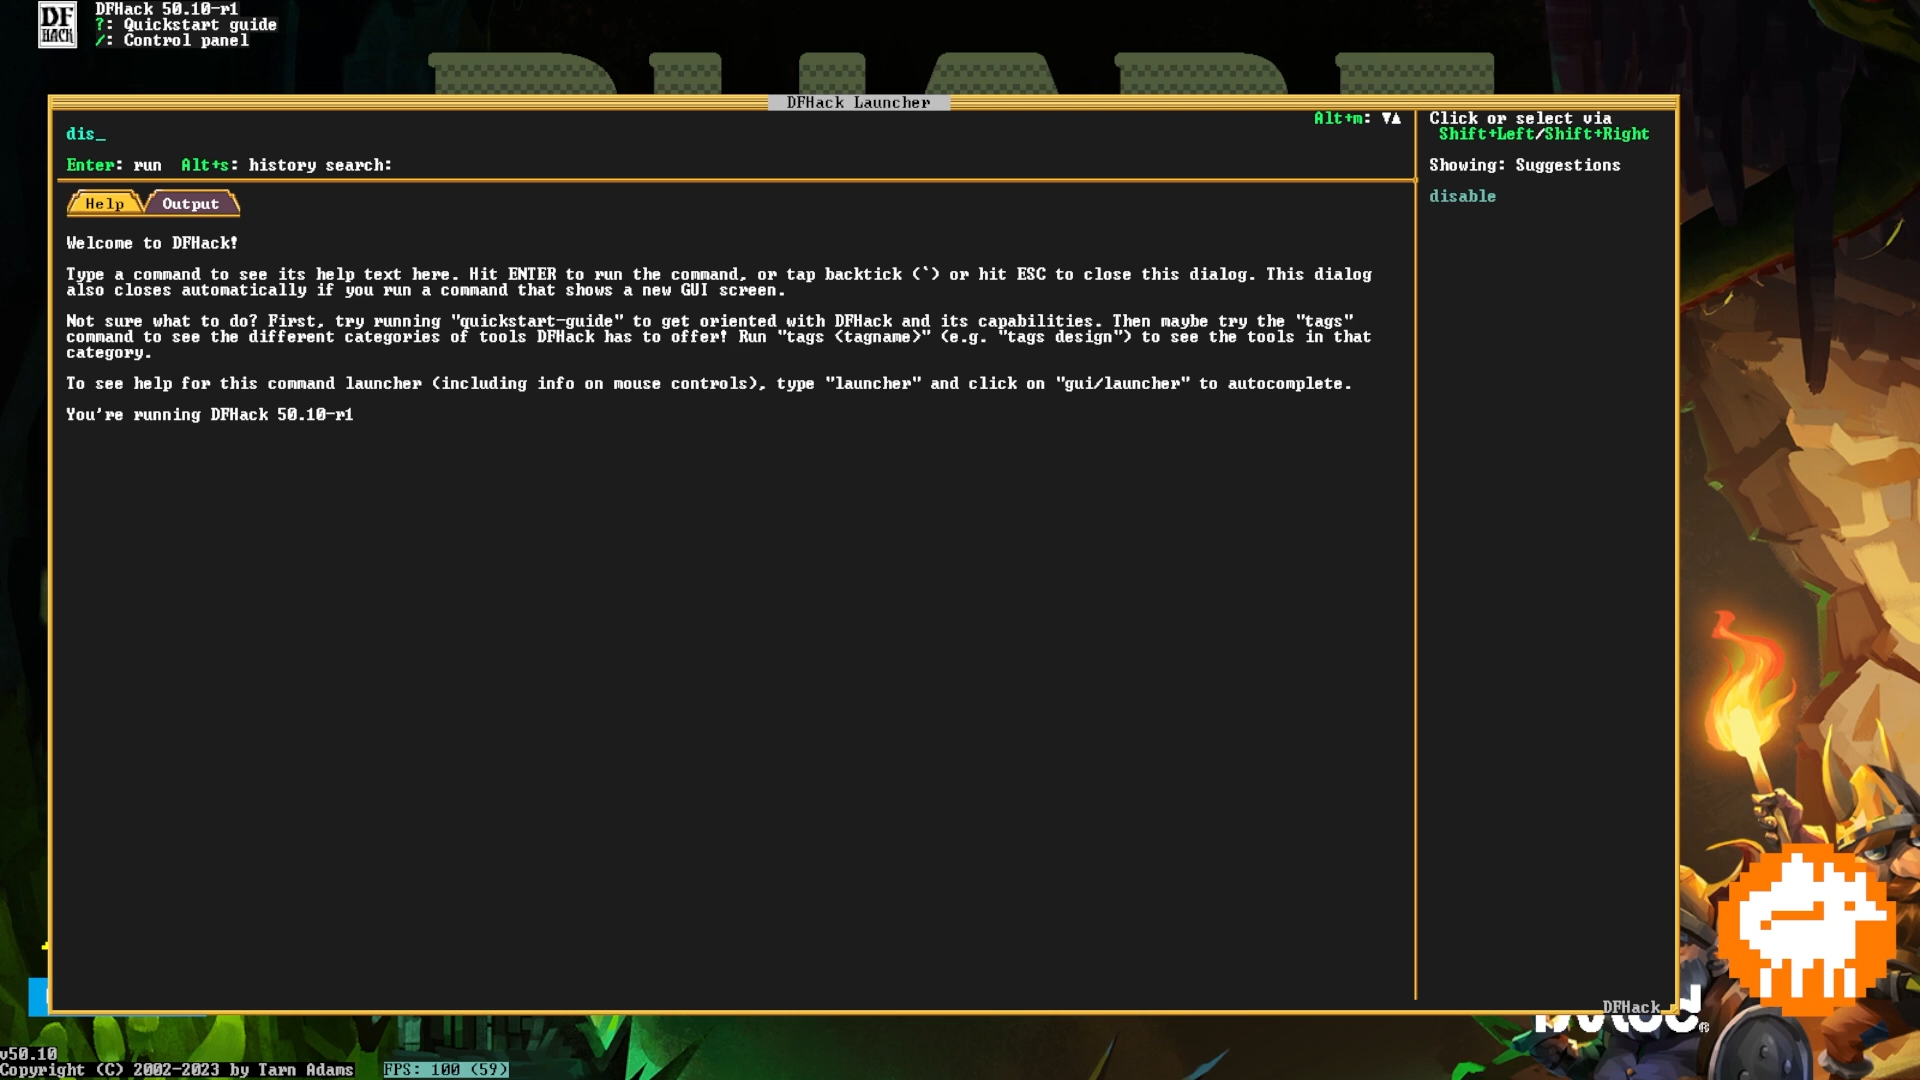 DF
HACK
DFHack 50.10-r1
?: Quickstart guide
/: Control panel
DFHack Launcher
dis_
Alt+m: ▼▲
Enter: run  Alt+s: history search:
Click or select via
Shift+Left/Shift+Right
Showing: Suggestions
disable
Help
Output
Welcome to DFHack!
Type a command to see its help text here. Hit ENTER to run the command, or tap backtick (`) or hit ESC to close this dialog. This dialog
also closes automatically if you run a command that shows a new GUI screen.
Not sure what to do? First, try running "quickstart-guide" to get oriented with DFHack and its capabilities. Then maybe try the "tags"
command to see the different categories of tools DFHack has to offer! Run "tags <tagname>" (e.g. "tags design") to see the tools in that
category.
To see help for this command launcher (including info on mouse controls), type "launcher" and click on "gui/launcher" to autocomplete.
You're running DFHack 50.10-r1
DFHack
v50.10
Copyright (C) 2002-2023 by Tarn Adams
FPS: 100 (59)